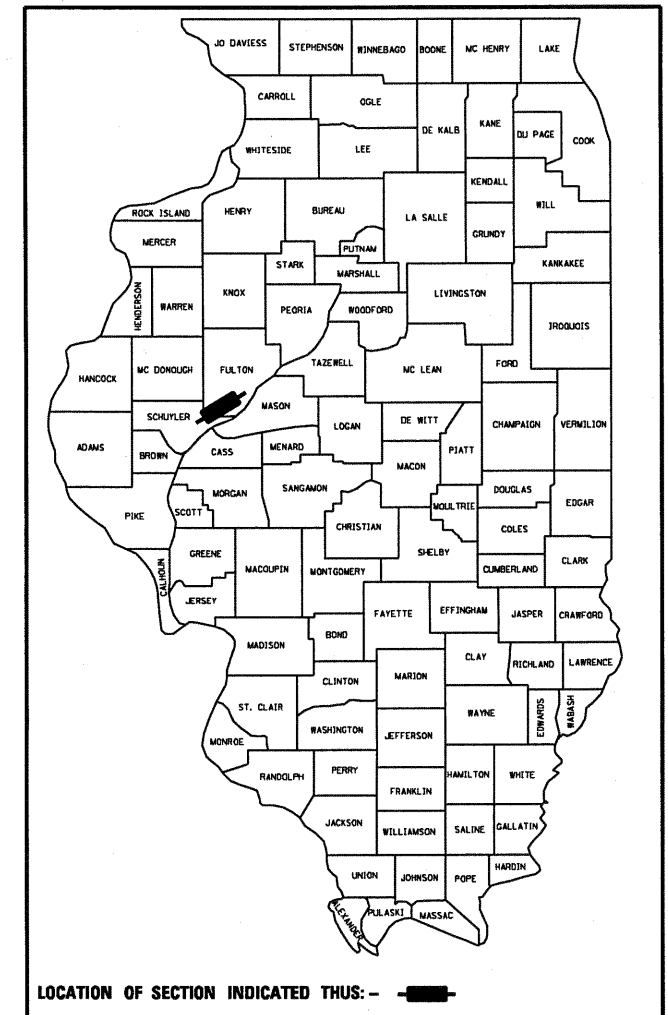 JO DAVIESS
STEPHENSON
WINNEBAGO
BOONE
MC HENRY
LAKE
CARROLL
OGLE
DE KALB
KANE
DU PAGE
COOK
WHITESIDE
LEE
KENDALL
WILL
ROCK ISLAND
HENRY
BUREAU
LA SALLE
GRUNDY
MERCER
PUTNAM
STARK
MARSHALL
KANKAKEE
HENDERSON
WARREN
KNOX
PEORIA
WOODFORD
LIVINGSTON
IROQUOIS
HANCOCK
MC DONOUGH
FULTON
TAZEWELL
MC LEAN
FORD
SCHUYLER
MASON
LOGAN
DE WITT
CHAMPAIGN
VERMILION
ADAMS
BROWN
CASS
MENARD
PIATT
MACON
PIKE
SCOTT
MORGAN
SANGAMON
MOULTRIE
DOUGLAS
EDGAR
CHRISTIAN
COLES
SHELBY
CALHOUN
GREENE
MACOUPIN
MONTGOMERY
CUMBERLAND
CLARK
JERSEY
FAYETTE
EFFINGHAM
JASPER
CRAWFORD
MADISON
BOND
CLAY
RICHLAND
LAWRENCE
CLINTON
MARION
ST. CLAIR
WAYNE
EDWARDS
WABASH
WASHINGTON
JEFFERSON
MONROE
RANDOLPH
PERRY
HAMILTON
WHITE
FRANKLIN
JACKSON
WILLIAMSON
SALINE
GALLATIN
UNION
JOHNSON
POPE
HARDIN
ALEXANDER
PULASKI
MASSAC
LOCATION OF SECTION INDICATED THUS: –